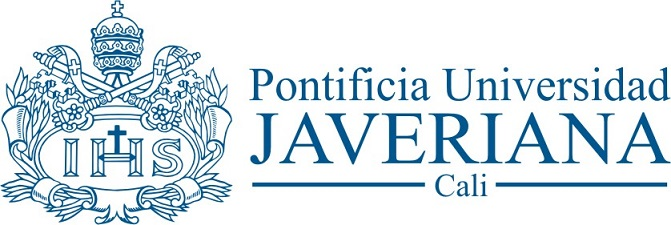 IHS
Pontificia Universidad
JAVERIANA
Cali